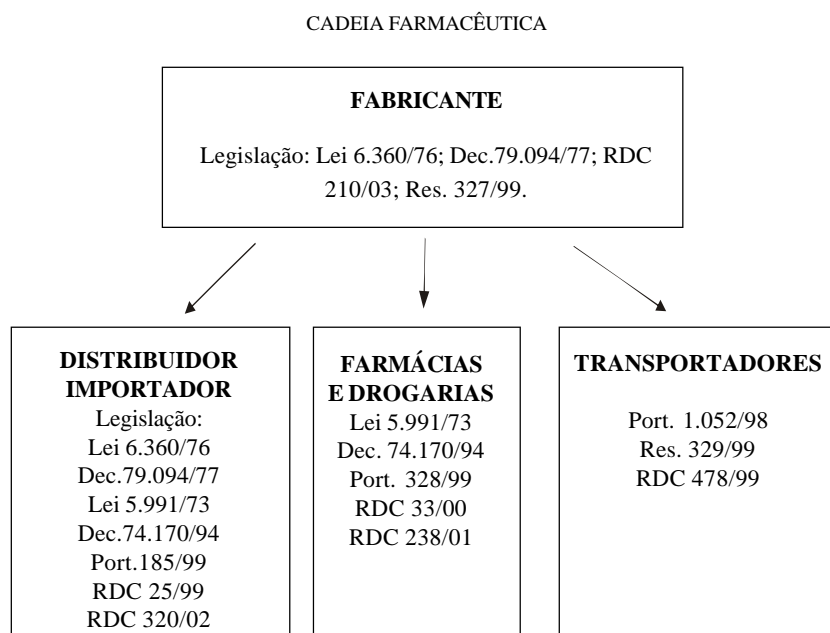 CADEIA FARMACÊUTICA
FABRICANTE
Legislação: Lei 6.360/76; Dec.79.094/77; RDC
210/03; Res. 327/99.
DISTRIBUIDOR
IMPORTADOR
Legislação:
Lei 6.360/76
Dec.79.094/77
Lei 5.991/73
Dec.74.170/94
Port.185/99
RDC 25/99
RDC 320/02
FARMÁCIAS
E DROGARIAS
Lei 5.991/73
Dec. 74.170/94
Port. 328/99
RDC 33/00
RDC 238/01
TRANSPORTADORES
Port. 1.052/98
Res. 329/99
RDC 478/99